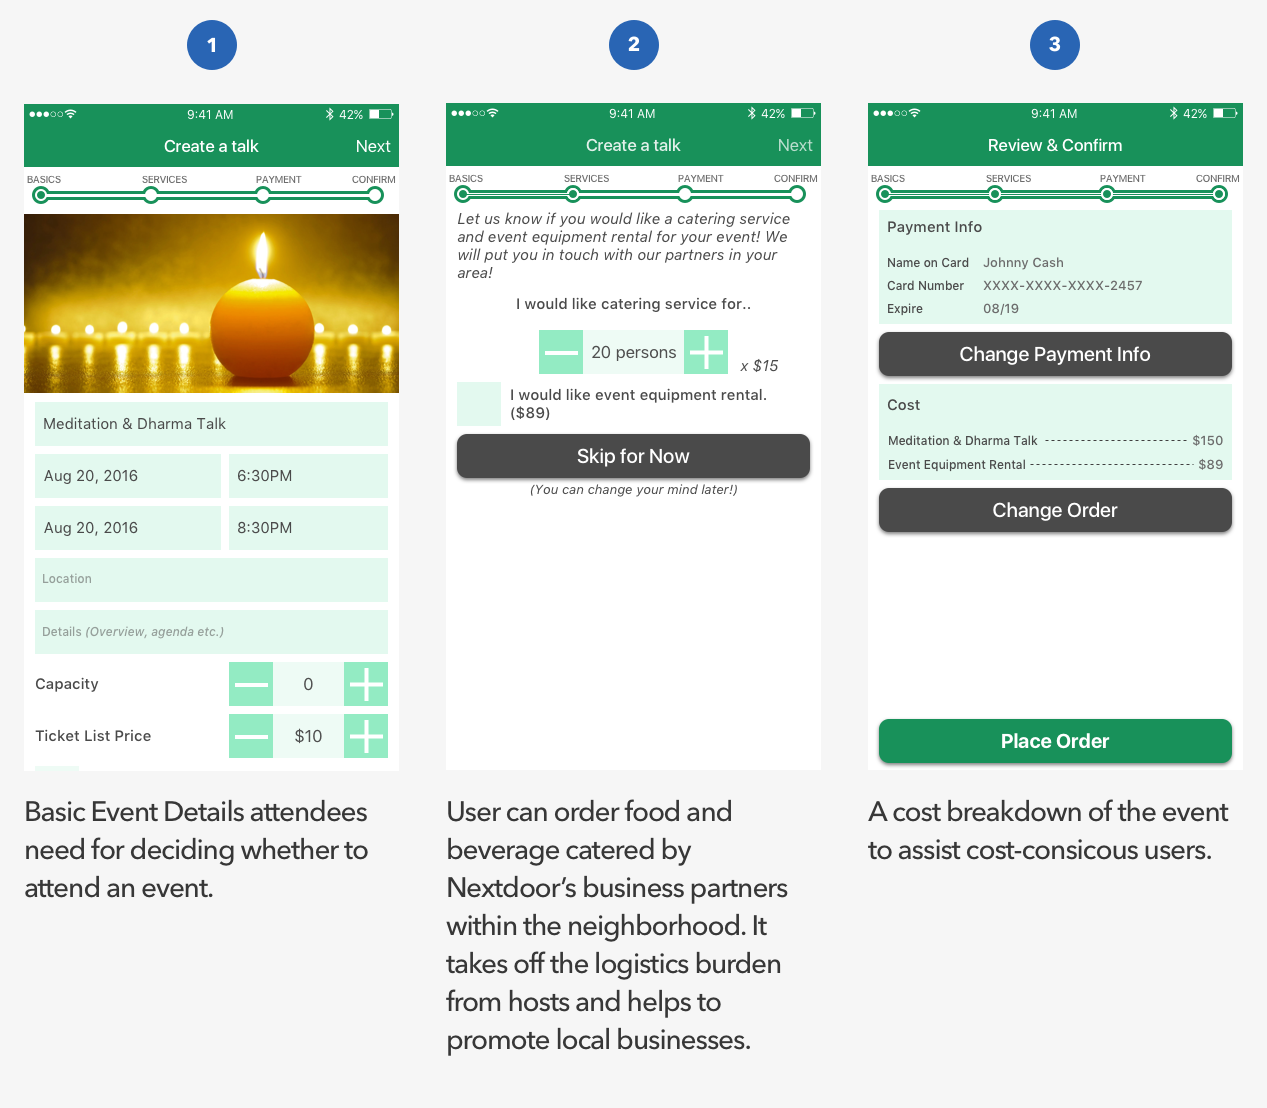 1
9:41 AM
42%
Create a talk
Next
BASICS
SERVICES
PAYMENT
CONFIRM
Meditation & Dharma Talk
Aug 20, 2016
6:30PM
Aug 20, 2016
8:30PM
Location
Details (Overview, agenda etc.)
Capacity
0
Ticket List Price
$10
Basic Event Details attendees
need for deciding whether to
attend an event.
2
9:41 AM
42%
Create a talk
Next
BASICS
SERVICES
PAYMENT
CONFIRM
Let us know if you would like a catering service
and event equipment rental for your event! We
will put you in touch with our partners in your
area!
I would like catering service for..
20 persons
x $15
I would like event equipment rental.
($89)
Skip for Now
(You can change your mind later!)
User can order food and
beverage catered by
Nextdoor’s business partners
within the neighborhood. It
takes off the logistics burden
from hosts and helps to
promote local businesses.
3
9:41 AM
42%
Review & Confirm
BASICS
SERVICES
PAYMENT
CONFIRM
Payment Info
Name on Card Johnny Cash
Card Number XXXX-XXXX-XXXX-2457
Expire 08/19
Change Payment Info
Cost
Meditation & Dharma Talk $150
Event Equipment Rental $89
Change Order
Place Order
A cost breakdown of the event
to assist cost-consicous users.